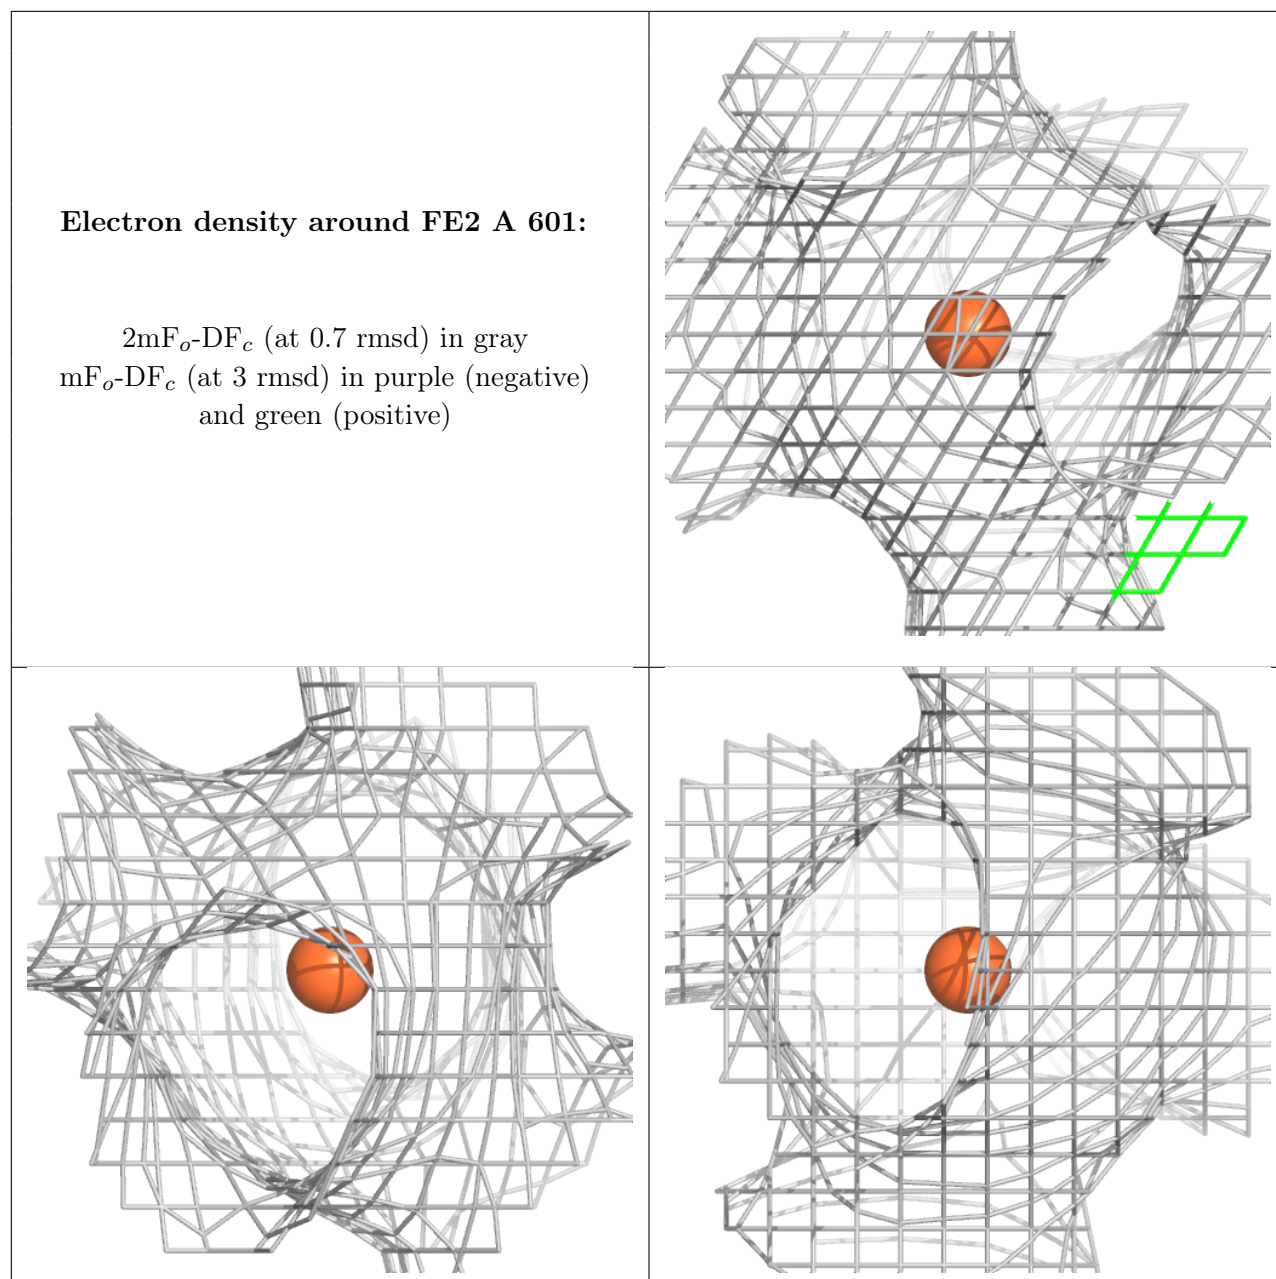 Electron density around FE2 A 601:
2mFo-DFc (at 0.7 rmsd) in gray
mFo-DFc (at 3 rmsd) in purple (negative)
and green (positive)